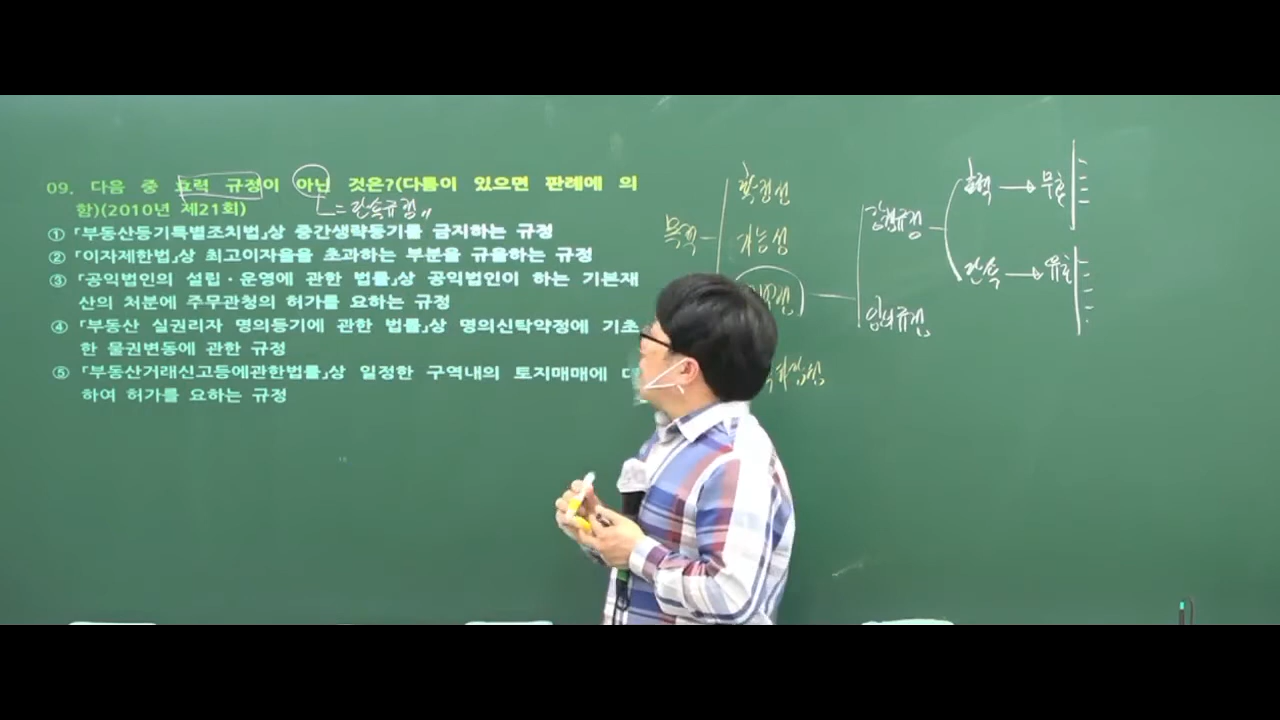 09. 다음 중 효력 규정이 아닌 것은?(다툼이 있으면 판례에 의
함)(2010년 제21회)
= 단속규정
① 「부동산등기특별조치법」상 중간생략등기를 금지하는 규정
② 「이자제한법」상 최고이자율을 초과하는 부분을 규율하는 규정
③ 「공익법인의 설립·운영에 관한 법률」상 공익법인이 하는 기본재
산의 처분에 주무관청의 허가를 요하는 규정
④ 「부동산 실권리자 명의등기에 관한 법률」상 명의신탁약정에 기초
한 물권변동에 관한 규정
⑤ 「부동산거래신고등에관한법률」상 일정한 구역내의 토지매매에 대
하여 허가를 요하는 규정
목적
확정성
가능성
강행규정
임의규정
효력 → 무효
단속 → 유효